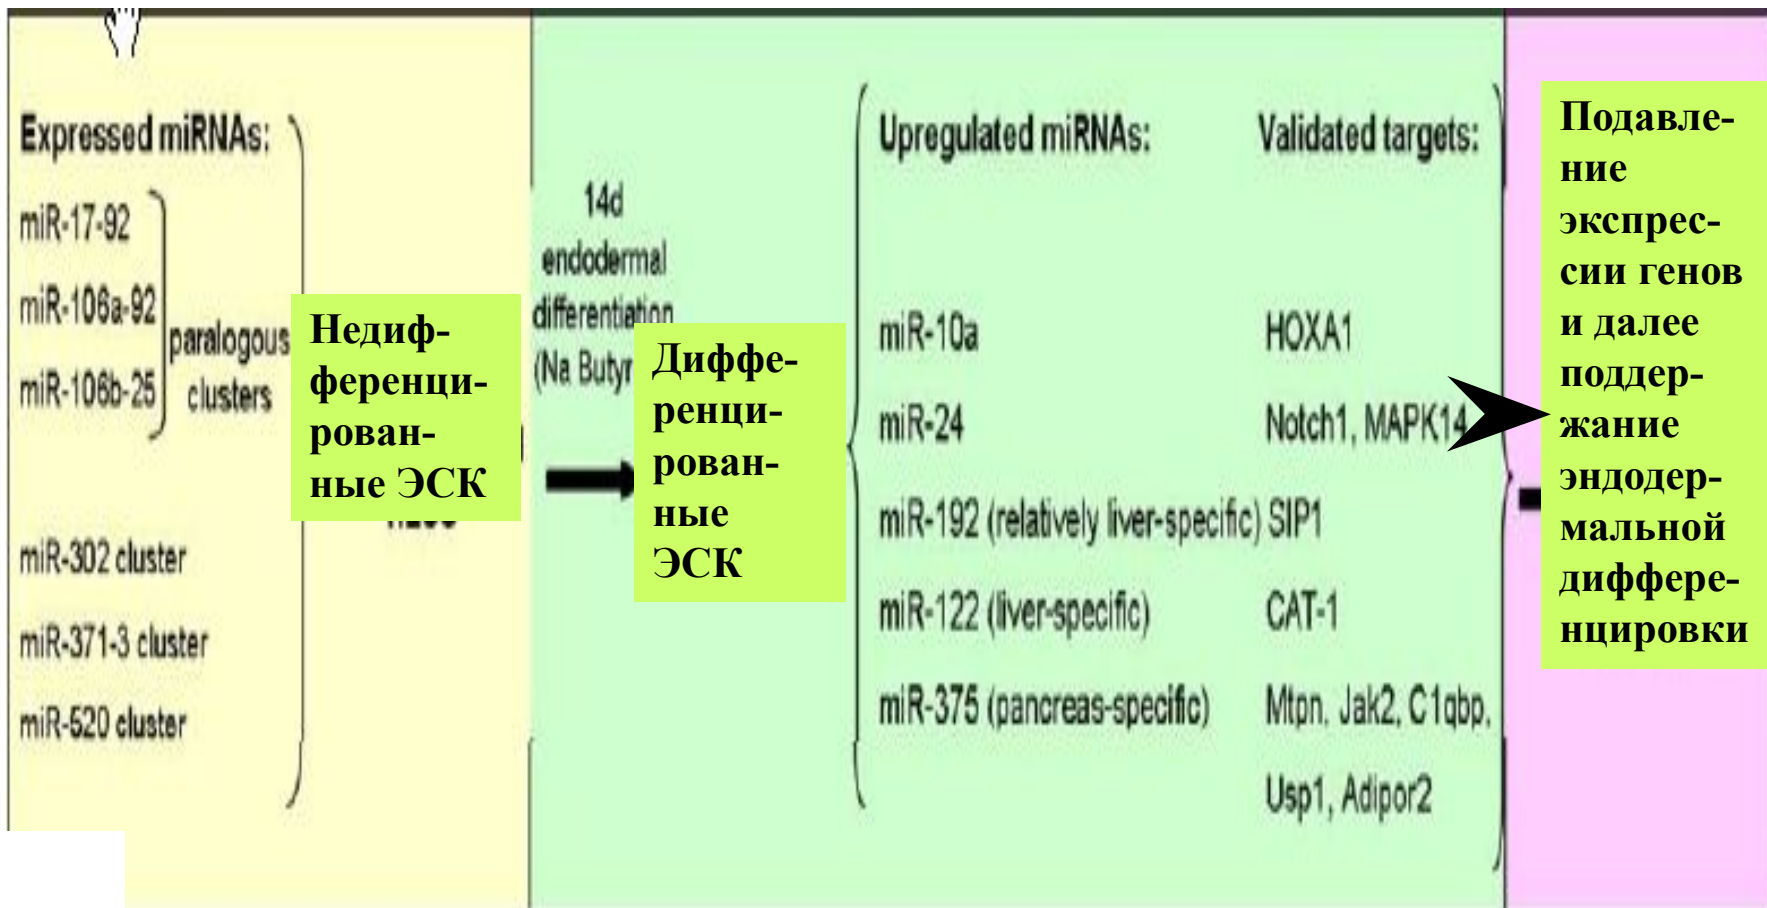 Expressed miRNAs:
miR-17-92
miR-106a-92
miR-106b-25
paralogous
clusters
miR-302 cluster
miR-371-3 cluster
miR-520 cluster
Недиф-
ференци-
рован-
ные ЭСК
14d
endodermal
differentiation
(Na Butyr
Диффе-
ренци-
рован-
ные
ЭСК
Upregulated miRNAs: Validated targets:
miR-10a HOXA1
miR-24 Notch1, MAPK14
miR-192 (relatively liver-specific) SIP1
miR-122 (liver-specific) CAT-1
miR-375 (pancreas-specific) Mtpn, Jak2, C1qbp,
Usp1, Adipor2
Подавле-
ние
экспрес-
сии генов
и далее
поддер-
жание
эндодер-
мальной
диффере-
нцировки